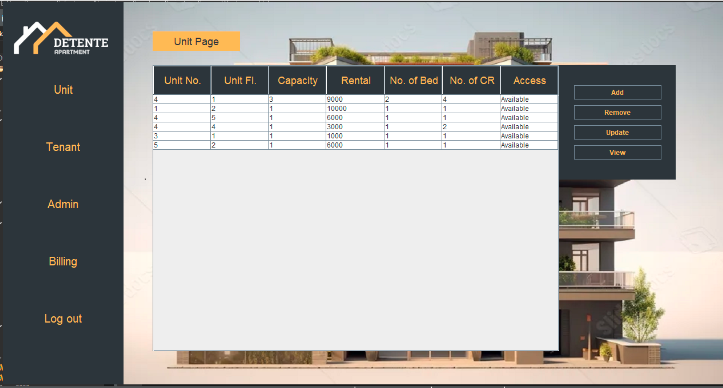 DETENTE
APARTMENT
Unit
Tenant
Admin
Billing
Log out
Unit Page
Unit No. Unit Fl. Capacity Rental No. of Bed No. of CR Access
4 1 3 9000 2 4 Available
1 2 1 10000 1 1 Available
4 5 1 6000 1 1 Available
4 4 1 3000 1 2 Available
3 1 1 1000 1 1 Available
5 2 1 6000 1 1 Available
Add
Remove
Update
View